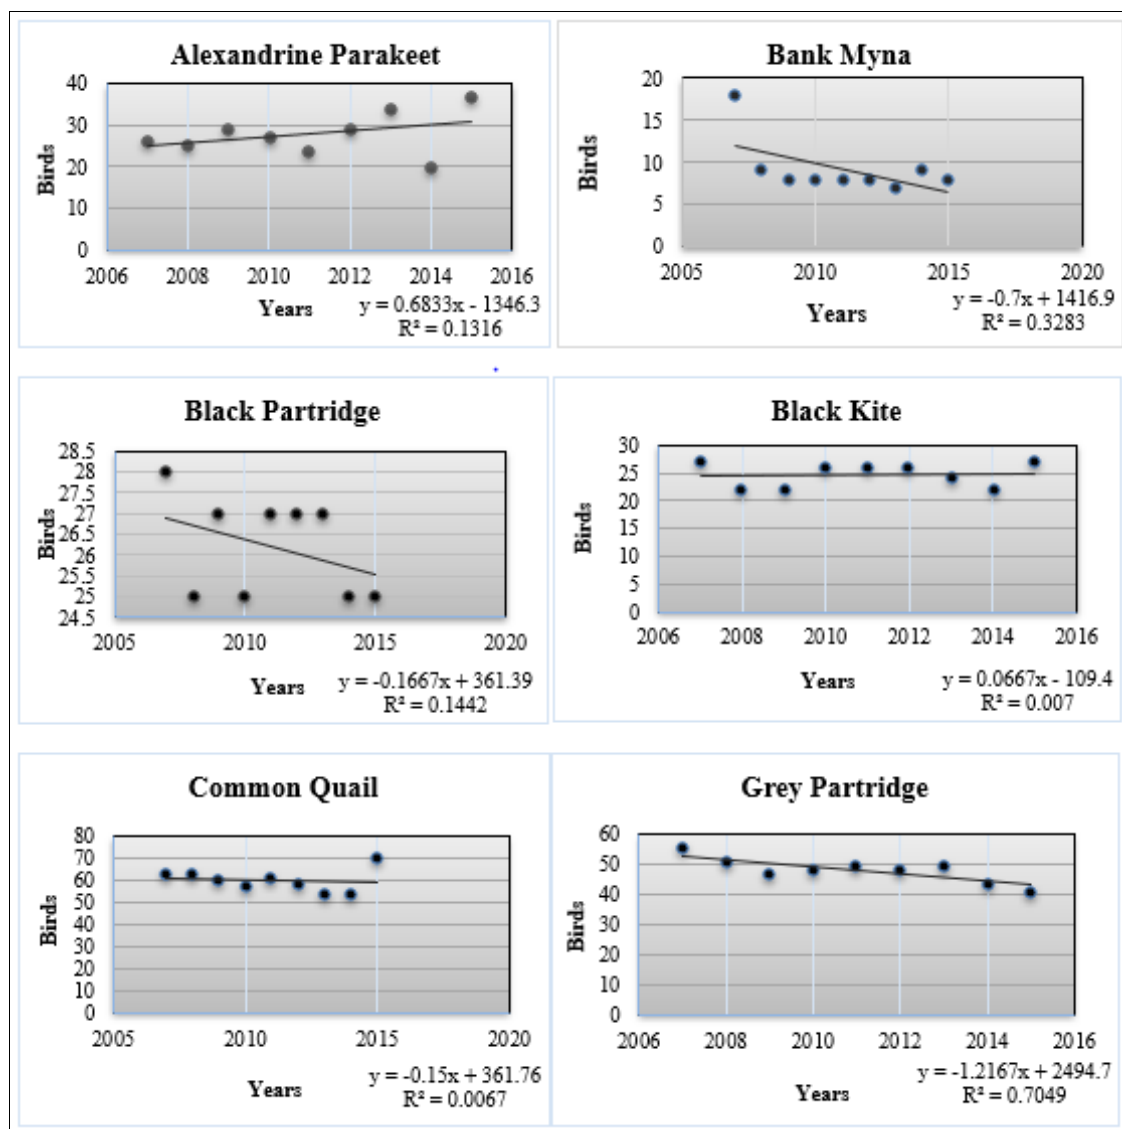 Alexandrine Parakeet
40
30
20
10
0
Birds
2006 2008 2010 2012 2014 2016
Years
y = 0.6833x - 1346.3
R² = 0.1316
Bank Myna
20
15
10
5
0
Birds
2005 2010 2015 2020
Years
y = -0.7x + 1416.9
R² = 0.3283
Black Partridge
28.5
28
27.5
27
26.5
26
25.5
25
24.5
Birds
2005 2010 2015 2020
Years
y = -0.1667x + 361.39
R² = 0.1442
Black Kite
30
25
20
15
10
5
0
Birds
2006 2008 2010 2012 2014 2016
Years
y = 0.0667x - 109.4
R² = 0.007
Common Quail
80
70
60
50
40
30
20
10
0
Birds
2005 2010 2015 2020
Years
y = -0.15x + 361.76
R² = 0.0067
Grey Partridge
60
50
40
30
20
10
0
Birds
2006 2008 2010 2012 2014 2016
Years
y = -1.2167x + 2494.7
R² = 0.7049